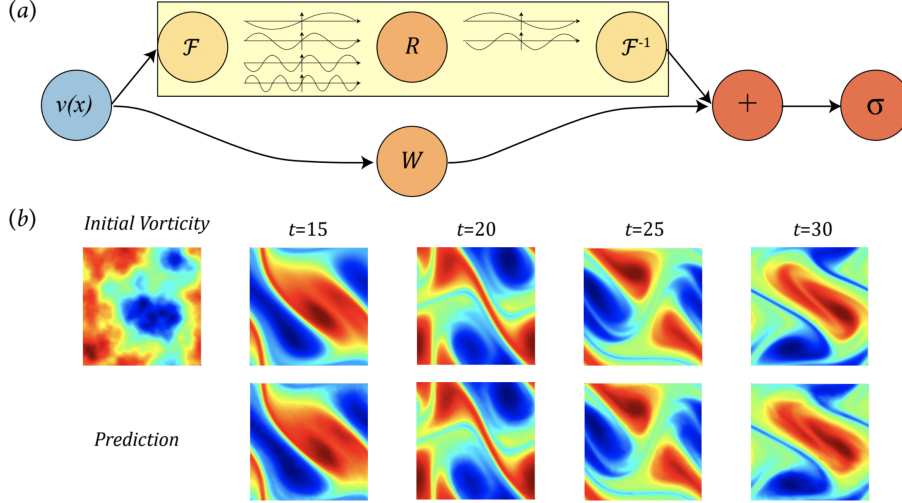 (a)
v(x)
ℱ
R
ℱ⁻¹
W
+
σ
(b)
Initial Vorticity
t=15
t=20
t=25
t=30
Prediction